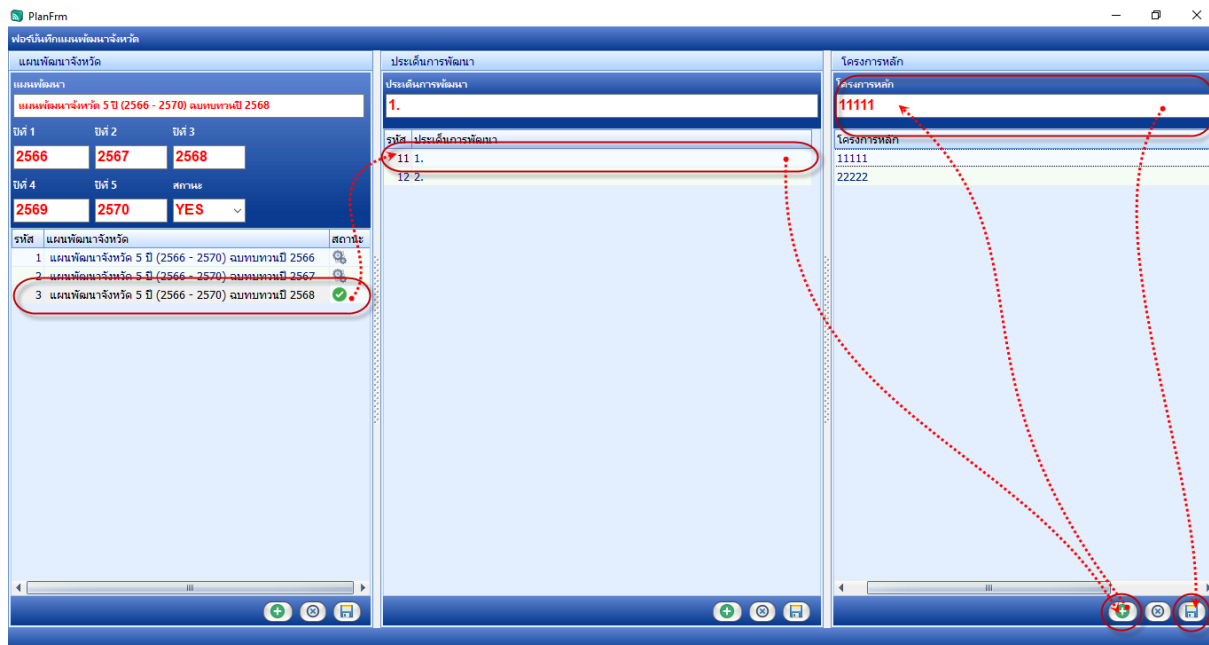 PlanFrm
ฟอร์บันทึกแผนพัฒนาจังหวัด
แผนพัฒนาจังหวัด
แผนพัฒนา
แผนพัฒนาจังหวัด 5 ปี (2566 - 2570) ฉบทบทวนปี 2568
ปีที่ 1 ปีที่ 2 ปีที่ 3
2566 2567 2568
ปีที่ 4 ปีที่ 5 สถานะ
2569 2570 YES
รหัส แผนพัฒนาจังหวัด สถานะ
1 แผนพัฒนาจังหวัด 5 ปี (2566 - 2570) ฉบทบทวนปี 2566
2 แผนพัฒนาจังหวัด 5 ปี (2566 - 2570) ฉบทบทวนปี 2567
3 แผนพัฒนาจังหวัด 5 ปี (2566 - 2570) ฉบทบทวนปี 2568
ประเด็นการพัฒนา
ประเด็นการพัฒนา
1.
รหัส ประเด็นการพัฒนา
11 1.
12 2.
โครงการหลัก
โครงการหลัก
11111
โครงการหลัก
11111
22222